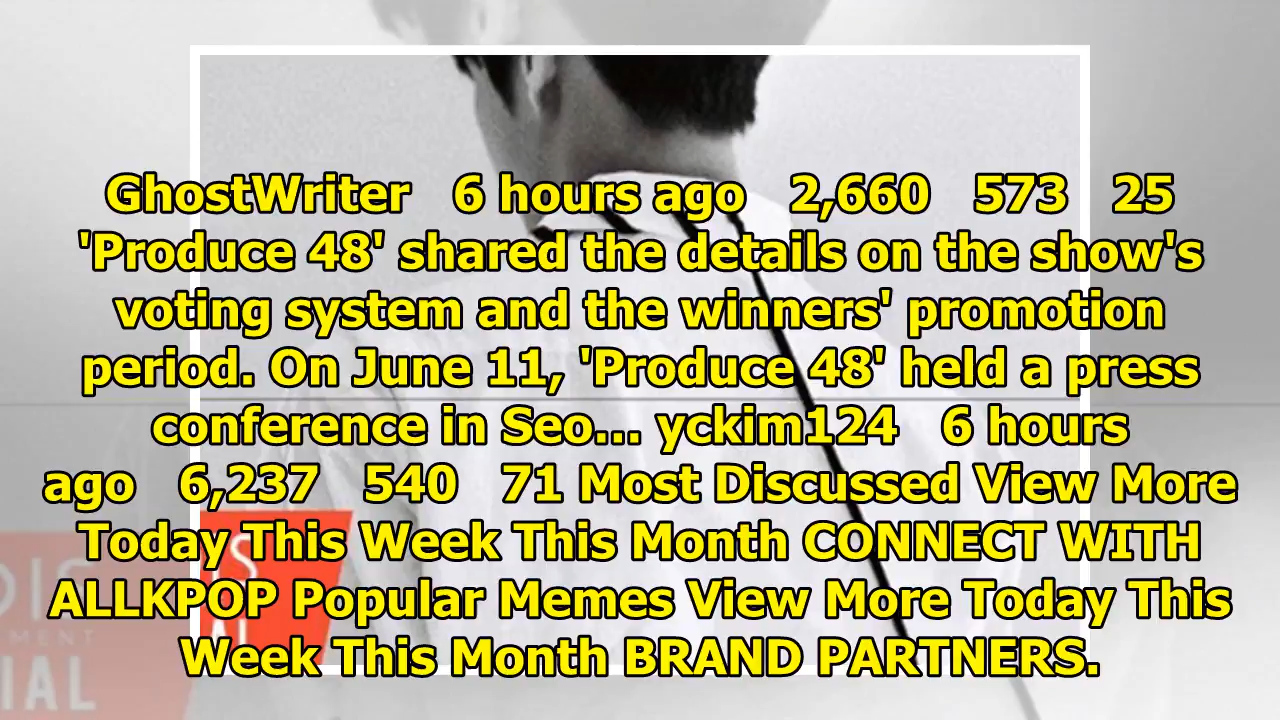 GhostWriter 6 hours ago 2,660 573 25
'Produce 48' shared the details on the show's
voting system and the winners' promotion
period. On June 11, 'Produce 48' held a press
conference in Seo... yckim124 6 hours
ago 6,237 540 71 Most Discussed View More
Today This Week This Month CONNECT WITH
ALLKPOP Popular Memes View More Today This
Week This Month BRAND PARTNERS.